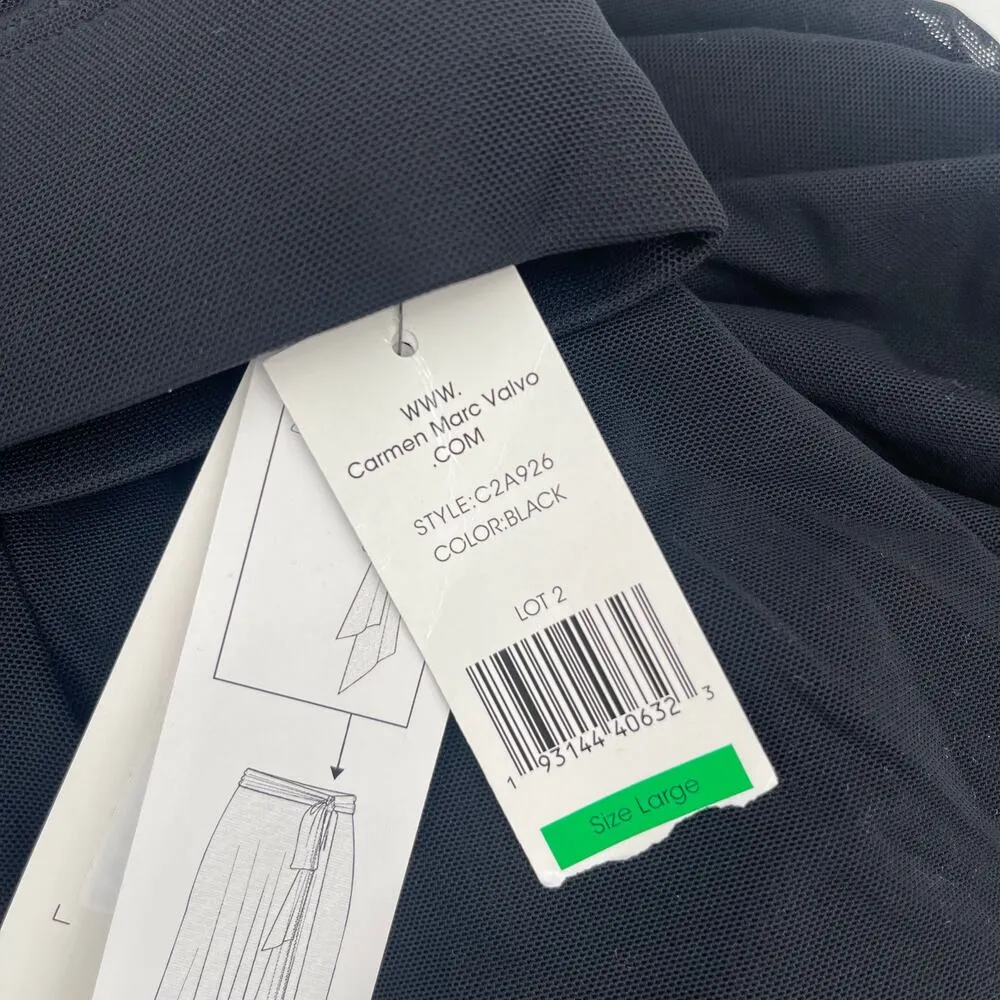 WWW.
Carmen Marc Valvo
.COM
STYLE:C2A926
COLOR:BLACK
LOT 2
1 93144 40632 3
Size Large
L